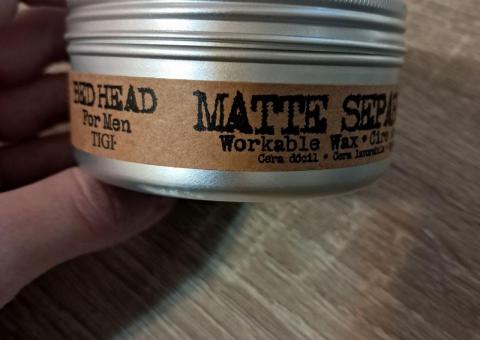 BED HEAD
For Men
TIGI
MATTE SEPA
Workable Wax • Cire
Cera dócil • Cera lavorabile